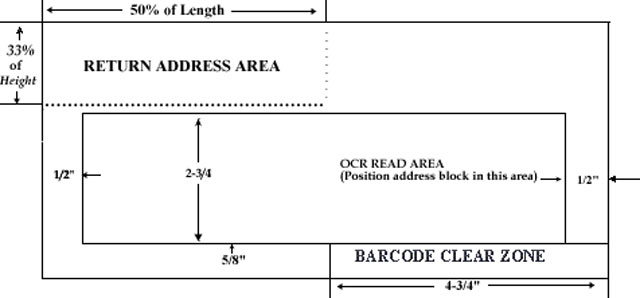 50% of Length
33%
of
Height
RETURN ADDRESS AREA
1/2"
2-3/4
OCR READ AREA
(Position address block in this area)
1/2"
5/8"
BARCODE CLEAR ZONE
4-3/4"